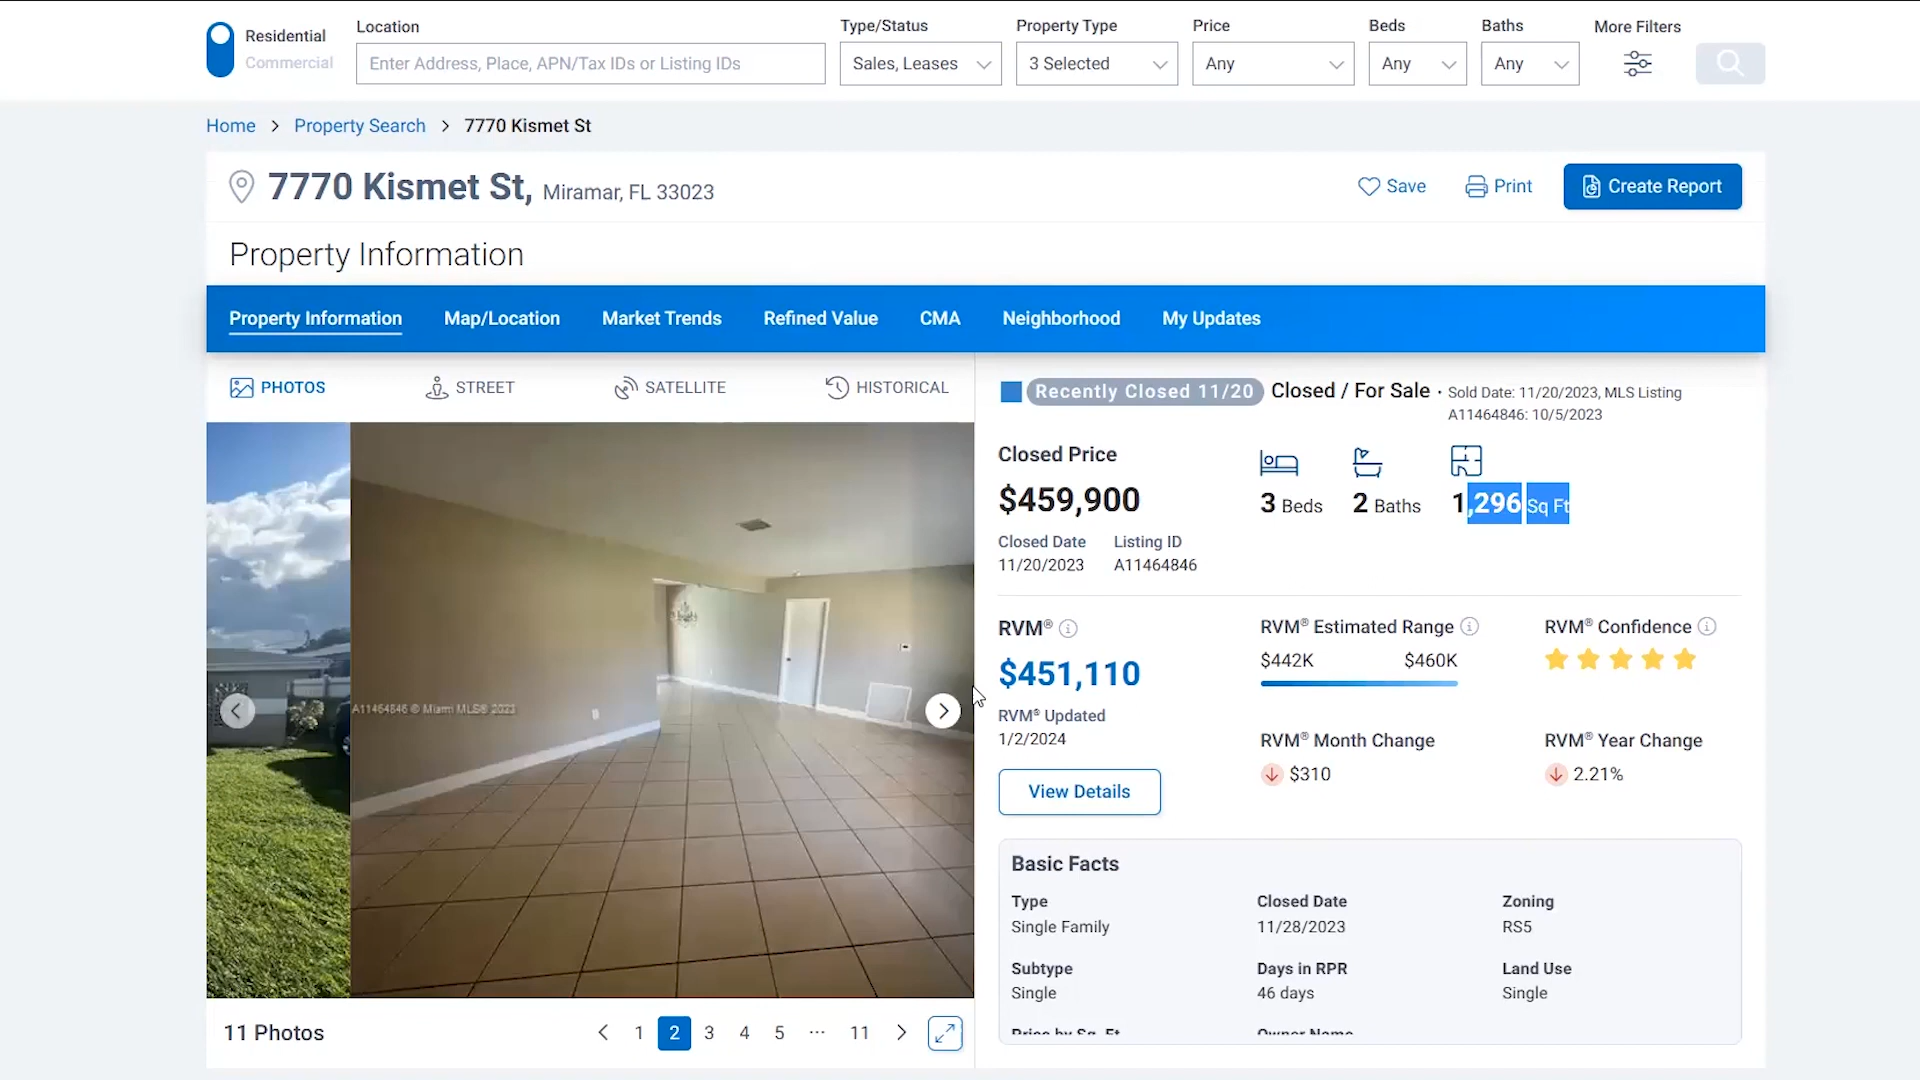 Residential
Commercial
Location
Enter Address, Place, APN/Tax IDs or Listing IDs
Type/Status
Sales, Leases
Property Type
3 Selected
Price
Any
Beds
Any
Baths
Any
More Filters
Home > Property Search > 7770 Kismet St
7770 Kismet St, Miramar, FL 33023
Save
Print
Create Report
Property Information
Property Information Map/Location Market Trends Refined Value CMA Neighborhood My Updates
PHOTOS STREET SATELLITE HISTORICAL
A11464846 © Miami MLS® 2023
11 Photos
1 2 3 4 5 ... 11
Recently Closed 11/20 Closed / For Sale · Sold Date: 11/20/2023, MLS Listing
A11464846: 10/5/2023
Closed Price
$459,900
3 Beds 2 Baths 1,296 Sq Ft
Closed Date Listing ID
11/20/2023 A11464846
RVM®
$451,110
RVM® Updated
1/2/2024
View Details
RVM® Estimated Range
$442K $460K
RVM® Confidence
RVM® Month Change
$310
RVM® Year Change
2.21%
Basic Facts
Type Closed Date Zoning
Single Family 11/28/2023 RS5
Subtype Days in RPR Land Use
Single 46 days Single
Price by Sq. Ft. Owner Name